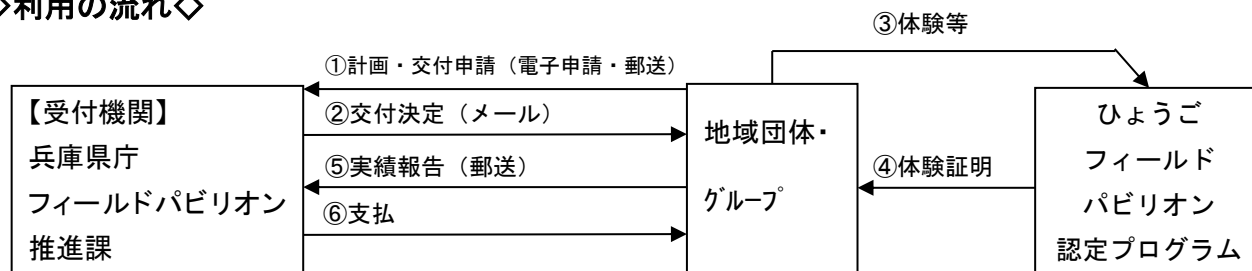 ◇利用の流れ◇
③体験等
①計画・交付申請（電子申請・郵送）
②交付決定（メール）
⑤実績報告（郵送）
⑥支払
【受付機関】
兵庫県庁
フィールドパビリオン
推進課
地域団体・
ｸﾞﾙｰﾌﾟ
④体験証明
ひょうご
フィールド
パビリオン
認定プログラム